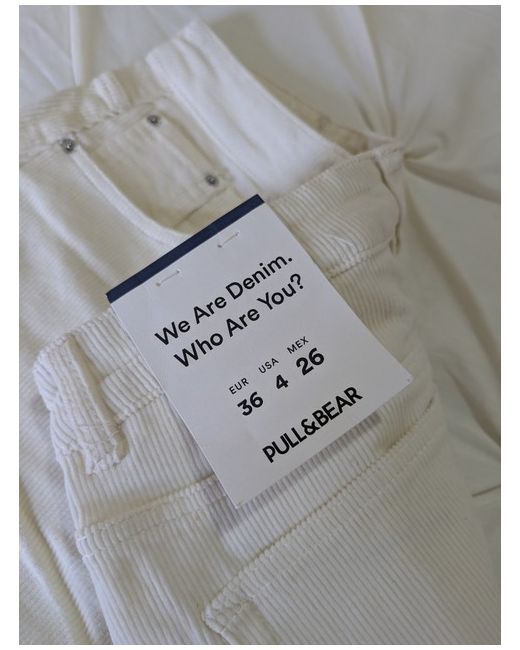 We Are Denim.
Who Are You?
EUR USA MEX
36 4 26
PULL&BEAR